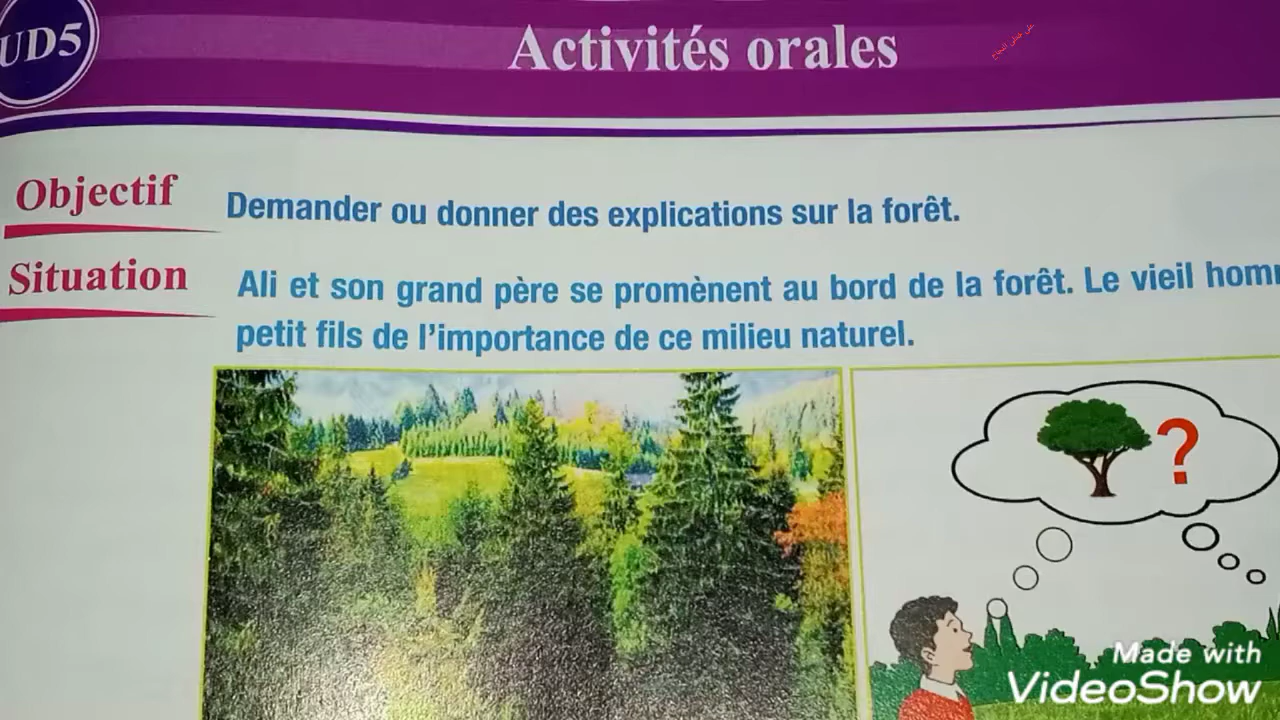 UD5
Activités orales
Objectif
Demander ou donner des explications sur la forêt.
Situation
Ali et son grand père se promènent au bord de la forêt. Le vieil
petit fils de l'importance de ce milieu naturel.
?
Made with
VideoShow